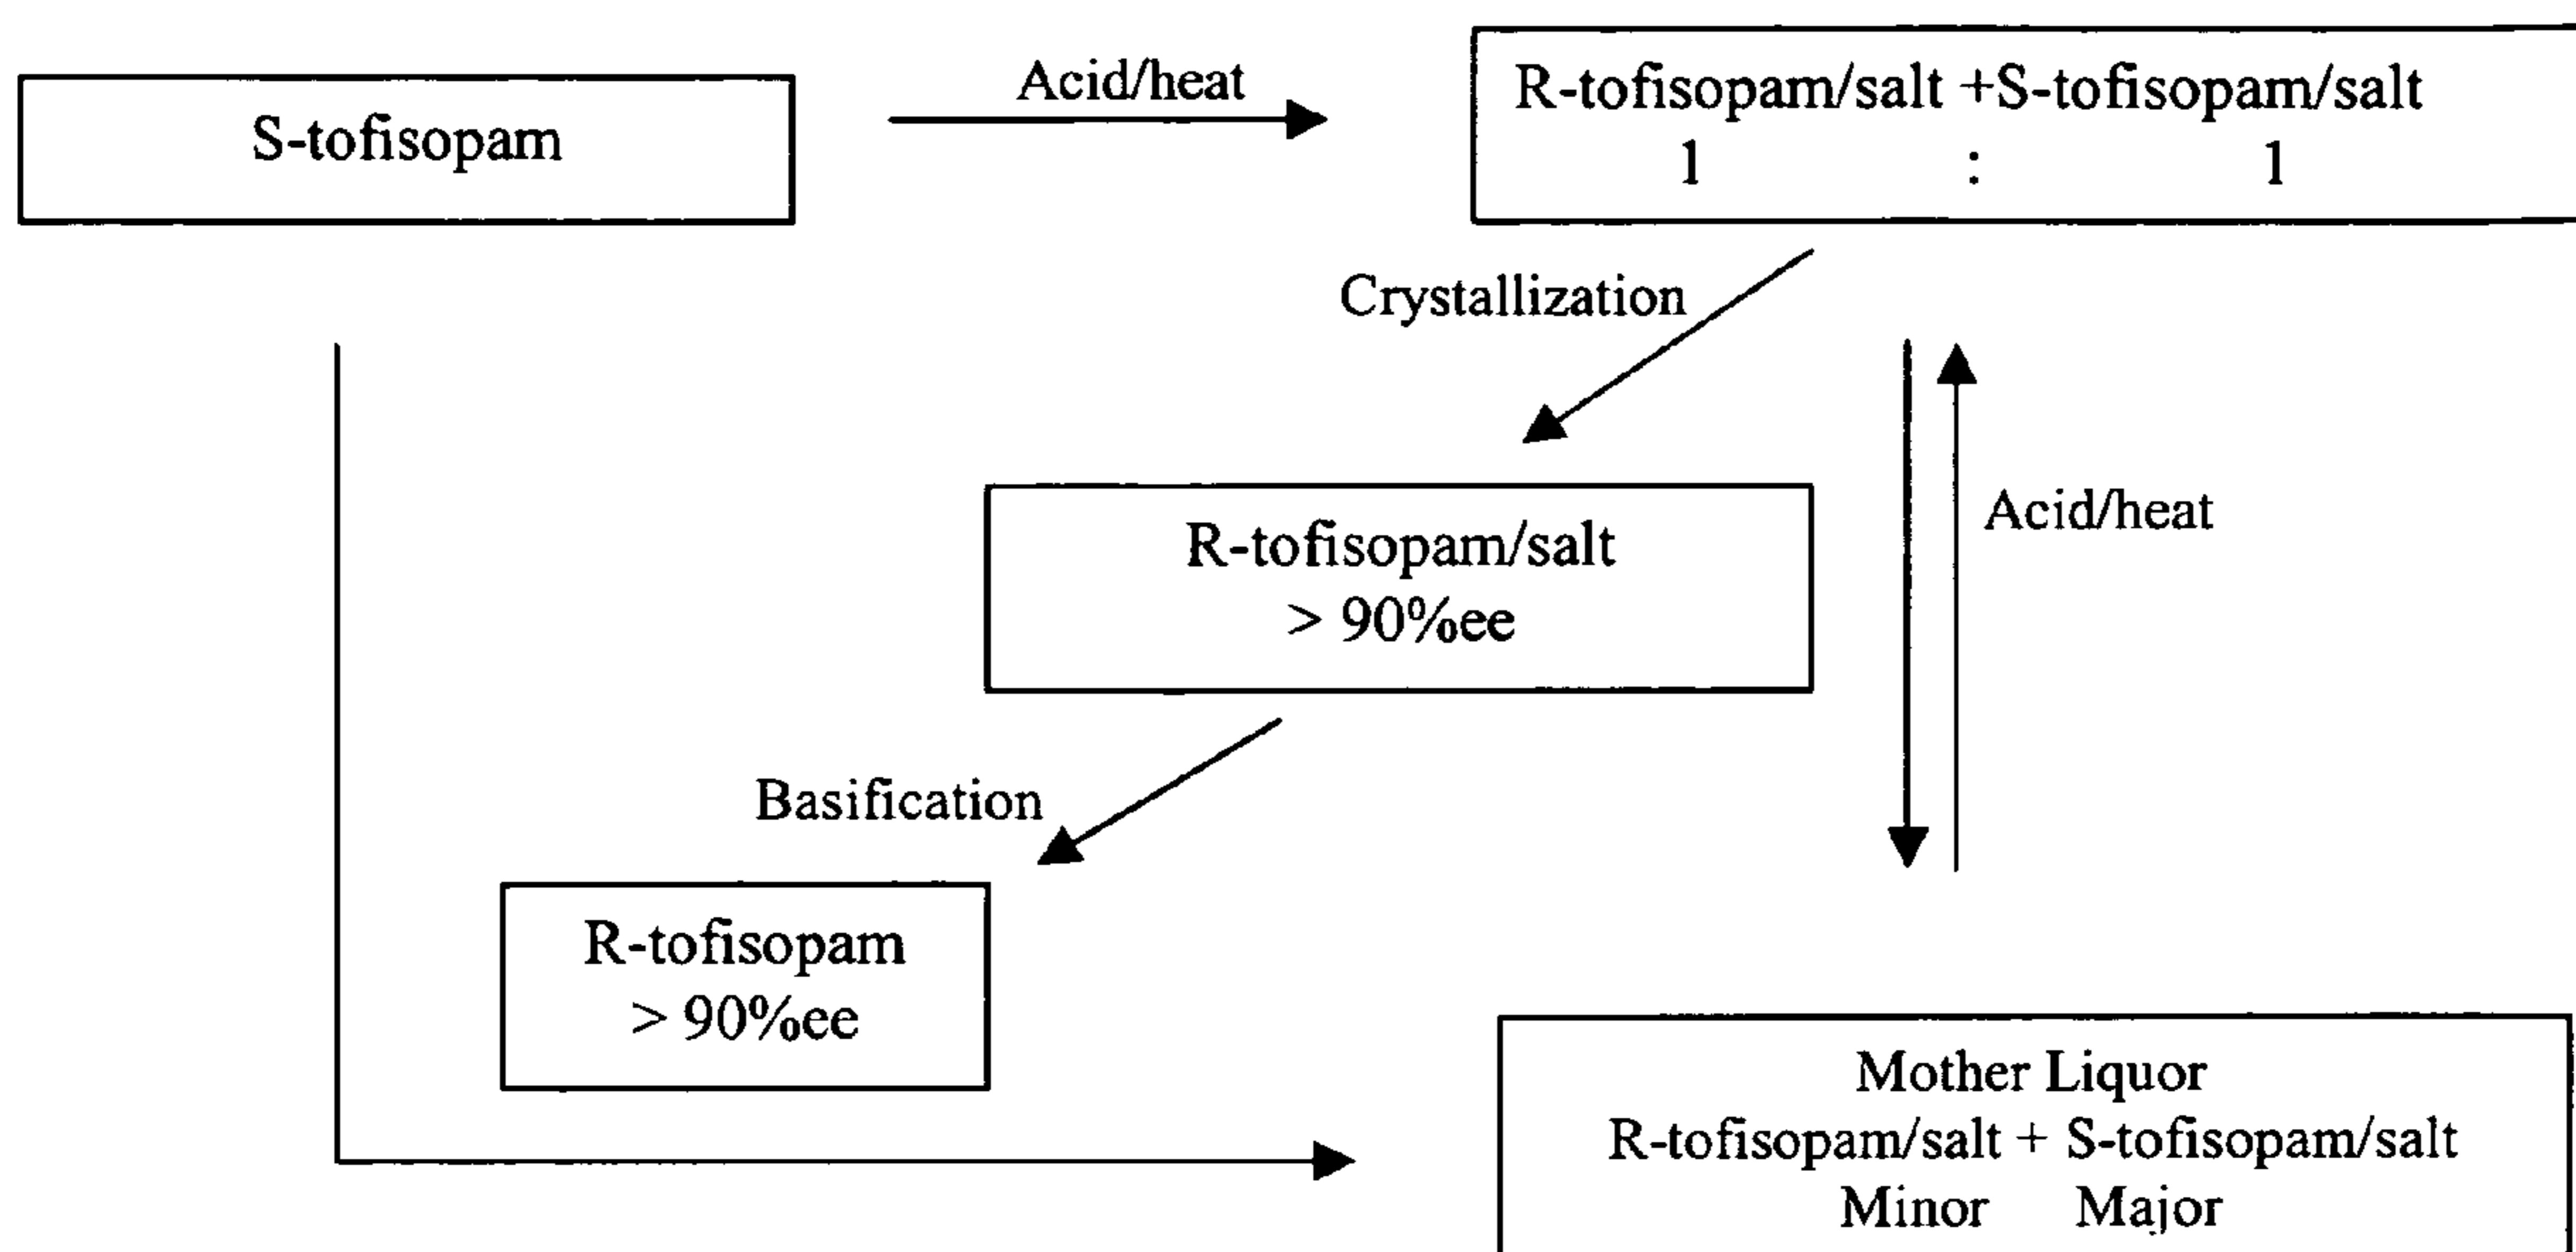 S-tofisopam
Acid/heat
R-tofisopam/salt +S-tofisopam/salt
1 : 1
Crystallization
R-tofisopam/salt
> 90%ee
Acid/heat
Basification
R-tofisopam
> 90%ee
Mother Liquor
R-tofisopam/salt + S-tofisopam/salt
Minor Major